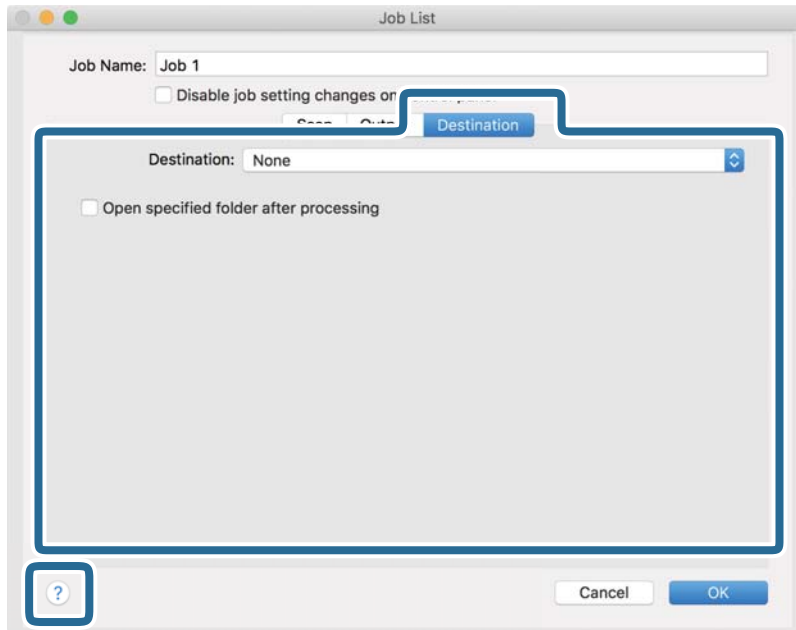 Job List
Job Name: Job 1
Disable job setting changes on
Destination
Destination: None
Open specified folder after processing
?
Cancel OK